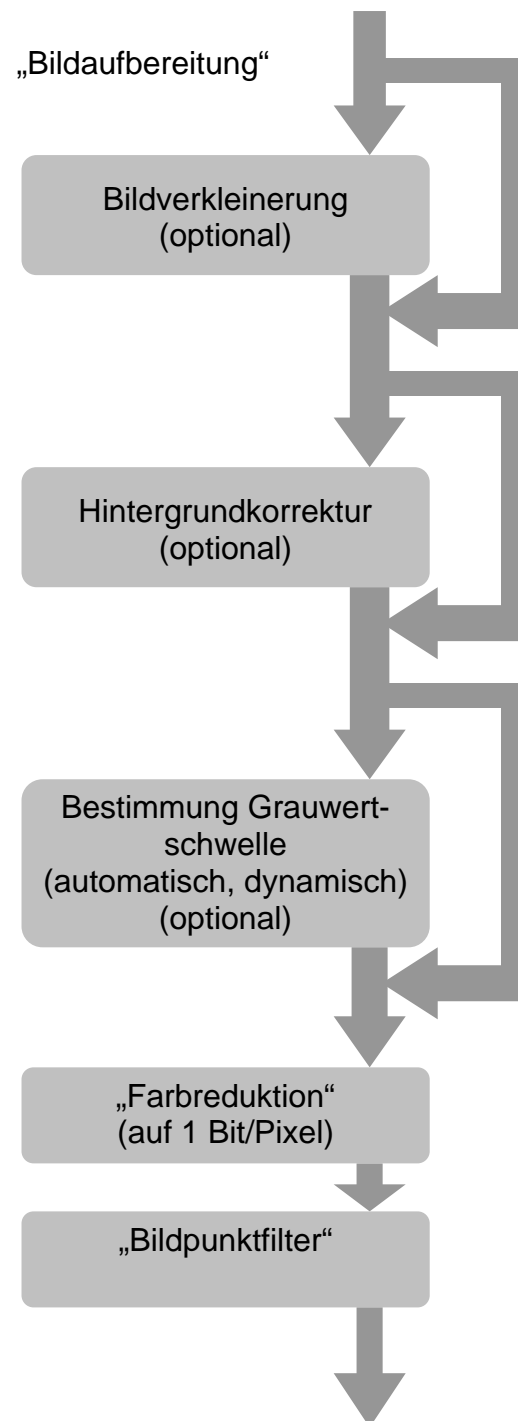 „Bildaufbereitung“
Bildverkleinerung
(optional)
Hintergrundkorrektur
(optional)
Bestimmung Grauwert-
schwelle
(automatisch, dynamisch)
(optional)
„Farbreduktion“
(auf 1 Bit/Pixel)
„Bildpunktfilter“